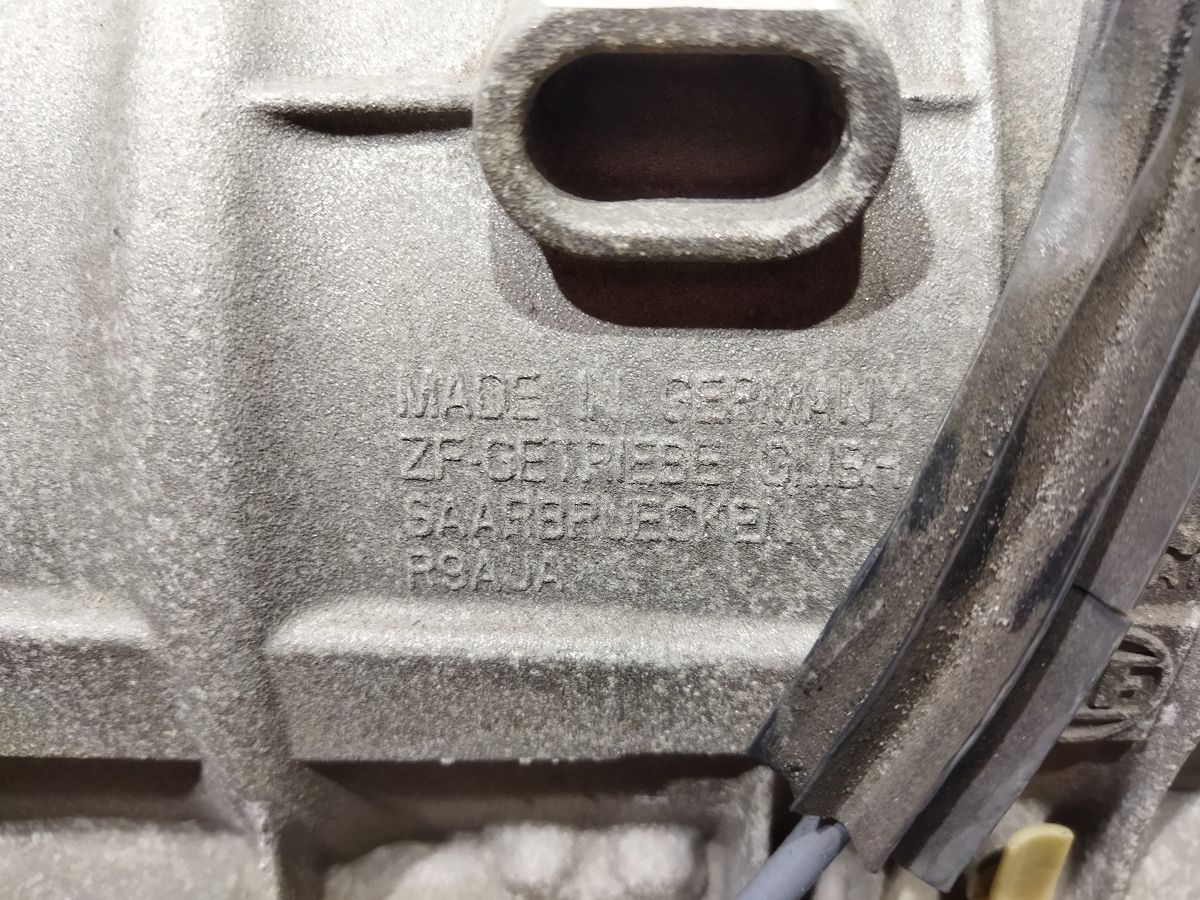 MADE IN GERMANY
ZF-GETRIEBE GMBH
SAARBRUECKEN
R9AJA